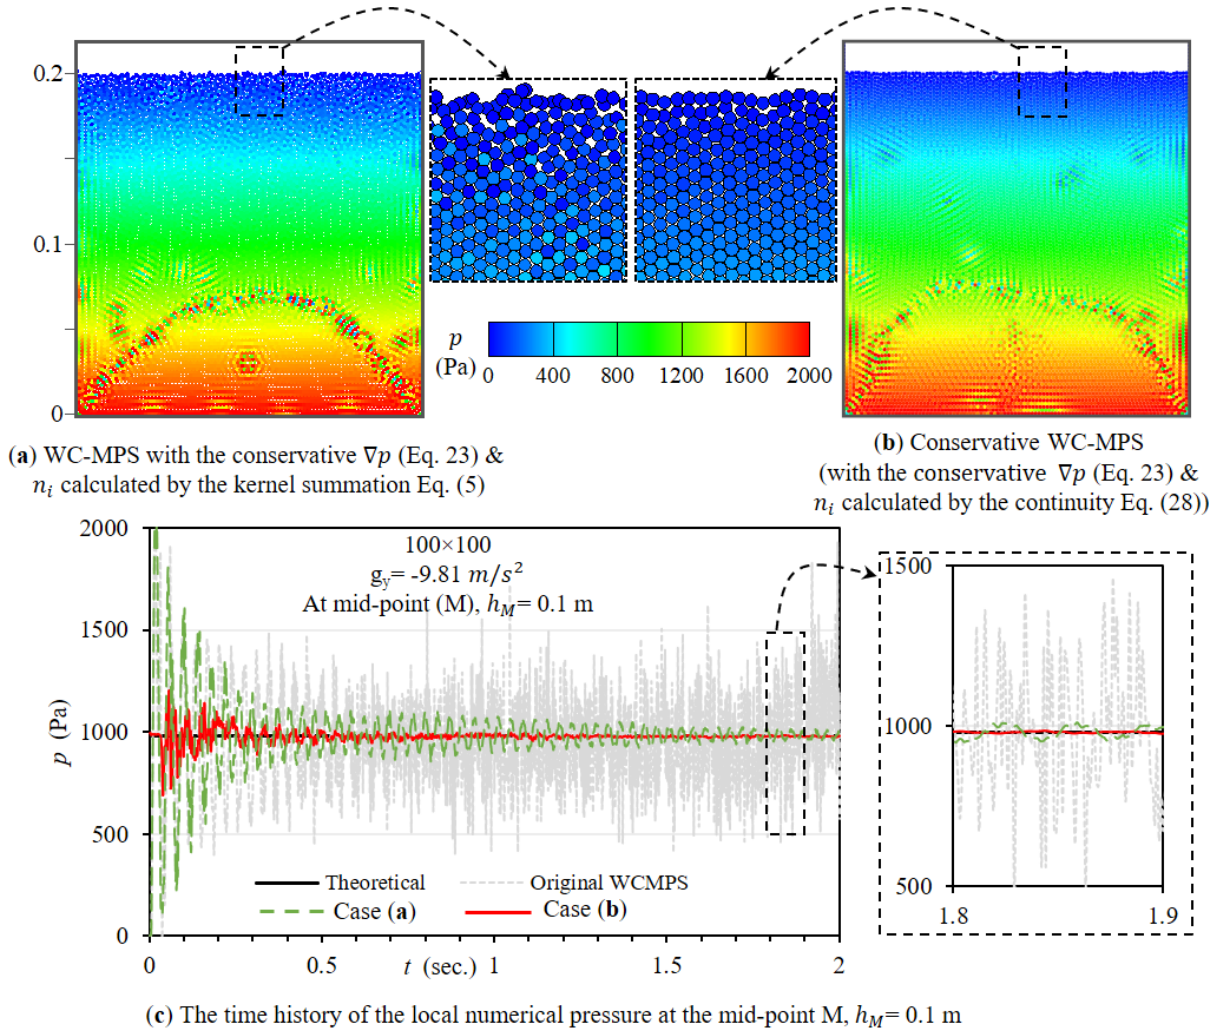 0.2
0.1
0
p
(Pa)
0 400 800 1200 1600 2000
(a) WC-MPS with the conservative ∇p (Eq. 23) &
n_i calculated by the kernel summation Eq. (5)
(b) Conservative WC-MPS
(with the conservative ∇p (Eq. 23) &
n_i calculated by the continuity Eq. (28))
2000
1500
1000
500
0
p (Pa)
100×100
g_y= -9.81 m/s²
At mid-point (M), h_M= 0.1 m
Theoretical
Original WCMPS
Case (a)
Case (b)
0 0.5 1 1.5 2
t (sec.)
1500
1000
500
1.8 1.9
(c) The time history of the local numerical pressure at the mid-point M, h_M= 0.1 m